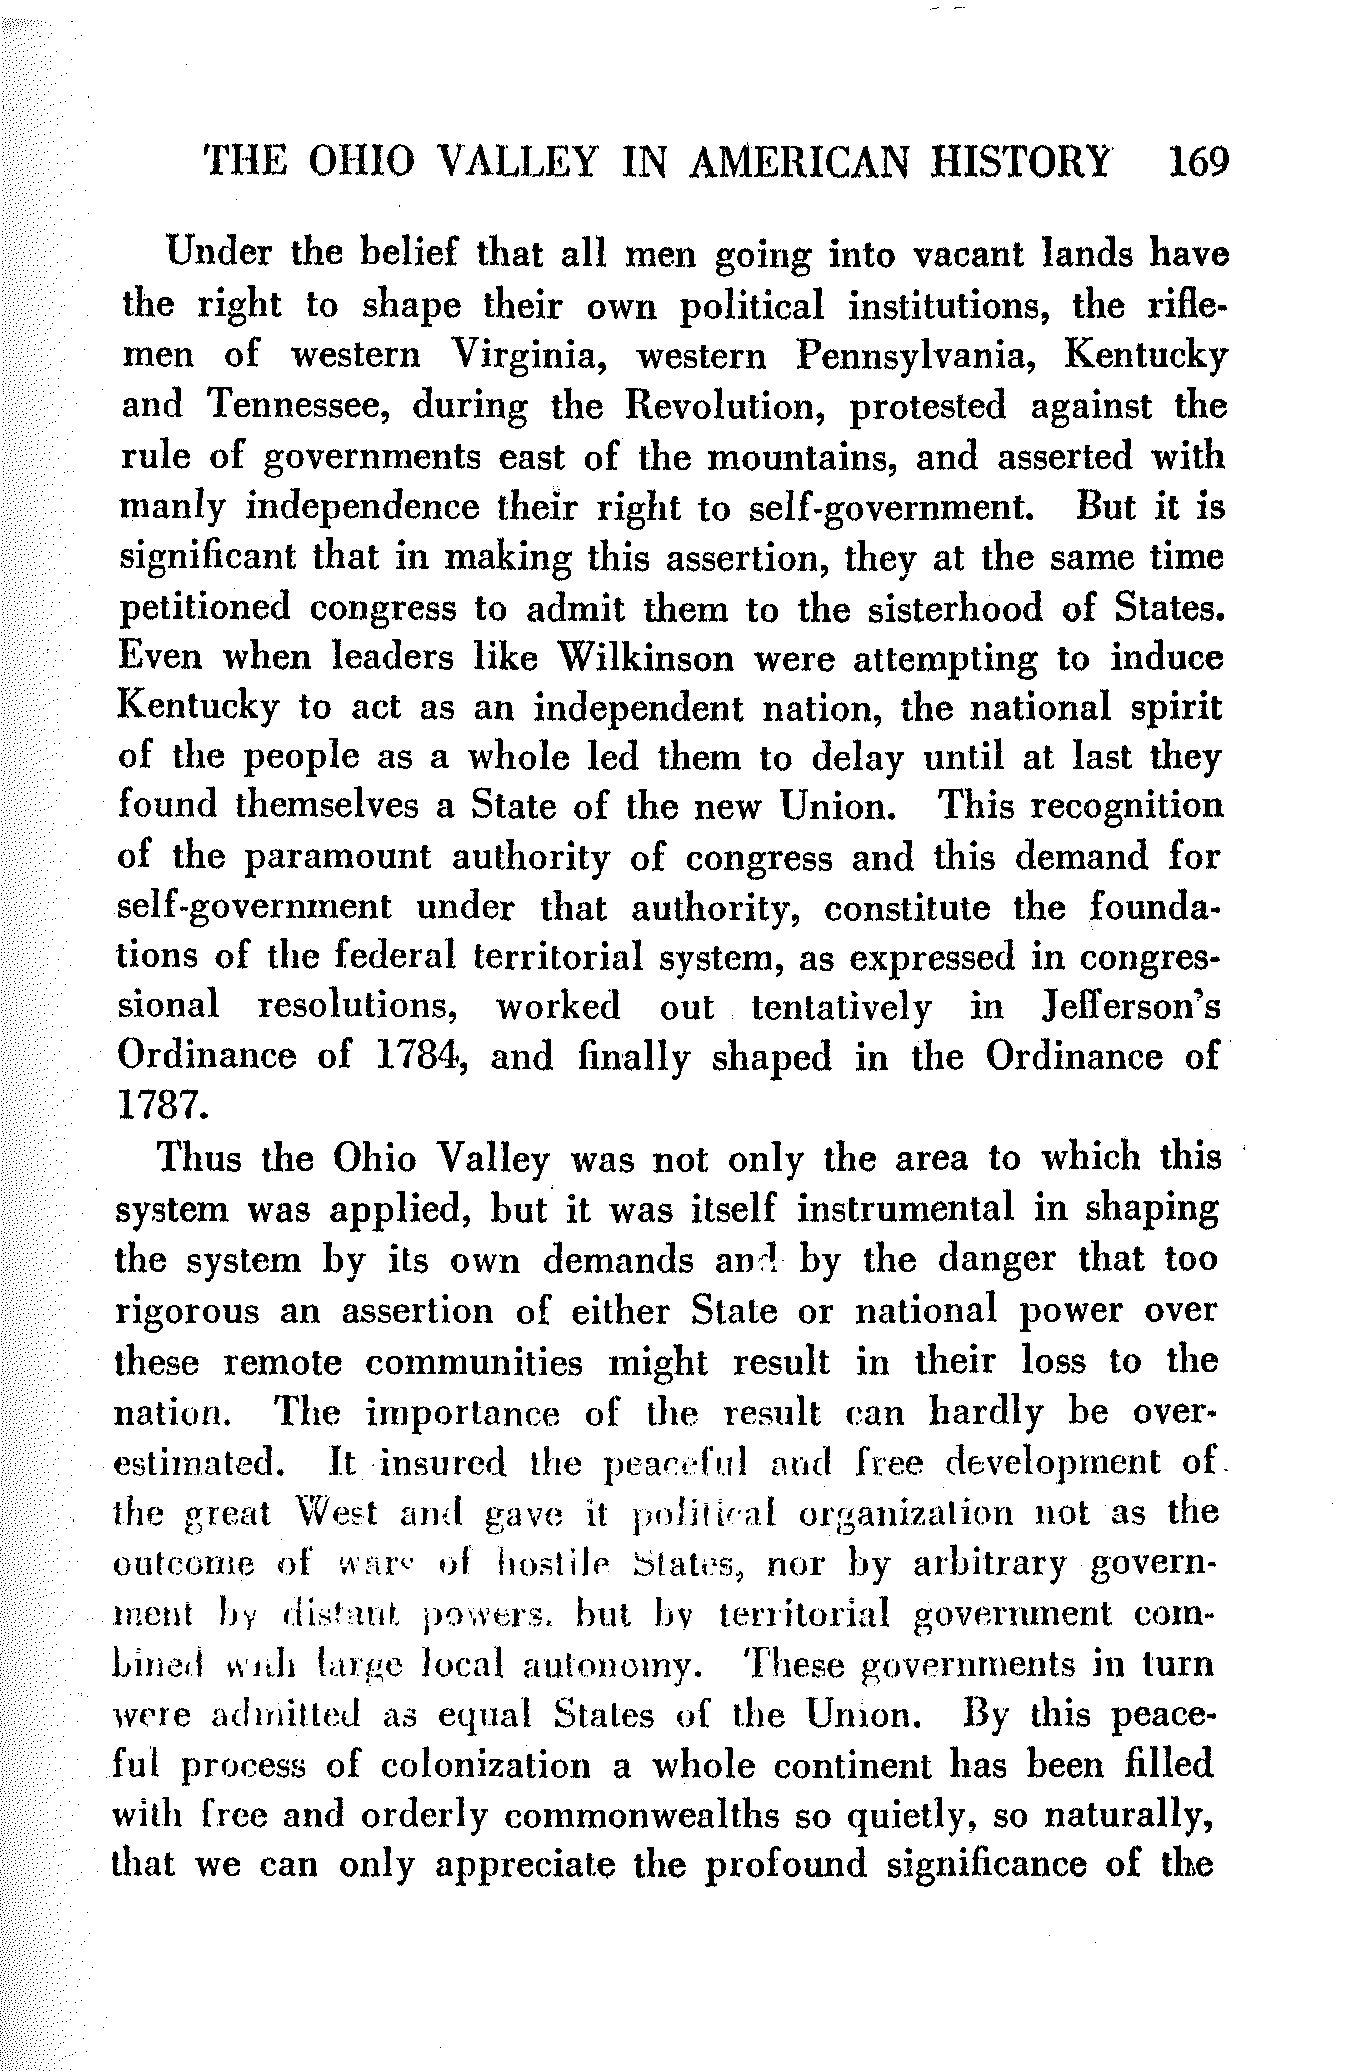 THE OHIO VALLEY IN AMERICAN HISTORY 169
Under the belief that all men going into vacant lands have
the right to shape their own political institutions, the rifle-
men of western Virginia, western Pennsylvania, Kentucky
and Tennessee, during the Revolution, protested against the
rule of governments east of the mountains, and asserted with
manly independence their right to self-government. But it is
significant that in making this assertion, they at the same time
petitioned congress to admit them to the sisterhood of States.
Even when leaders like Wilkinson were attempting to induce
Kentucky to act as an independent nation, the national spirit
of the people as a whole led them to delay until at last they
found themselves a State of the new Union. This recognition
of the paramount authority of congress and this demand for
self-government under that authority, constitute the founda-
tions of the federal territorial system, as expressed in congres-
sional resolutions, worked out tentatively in Jefferson's
Ordinance of 1784, and finally shaped in the Ordinance of
1787.
Thus the Ohio Valley was not only the area to which this
system was applied, but it was itself instrumental in shaping
the system by its own demands and by the danger that too
rigorous an assertion of either State or national power over
these remote communities might result in their loss to the
nation. The importance of the result can hardly be over-
estimated. It insured the peaceful and free development of
the great West and gave it political organization not as the
outcome of wars of hostile States, nor by arbitrary govern-
ment by distant powers, but by territorial government com-
bined with large local autonomy. These governments in turn
were admitted as equal States of the Union. By this peace-
ful process of colonization a whole continent has been filled
with free and orderly commonwealths so quietly, so naturally,
that we can only appreciate the profound significance of the